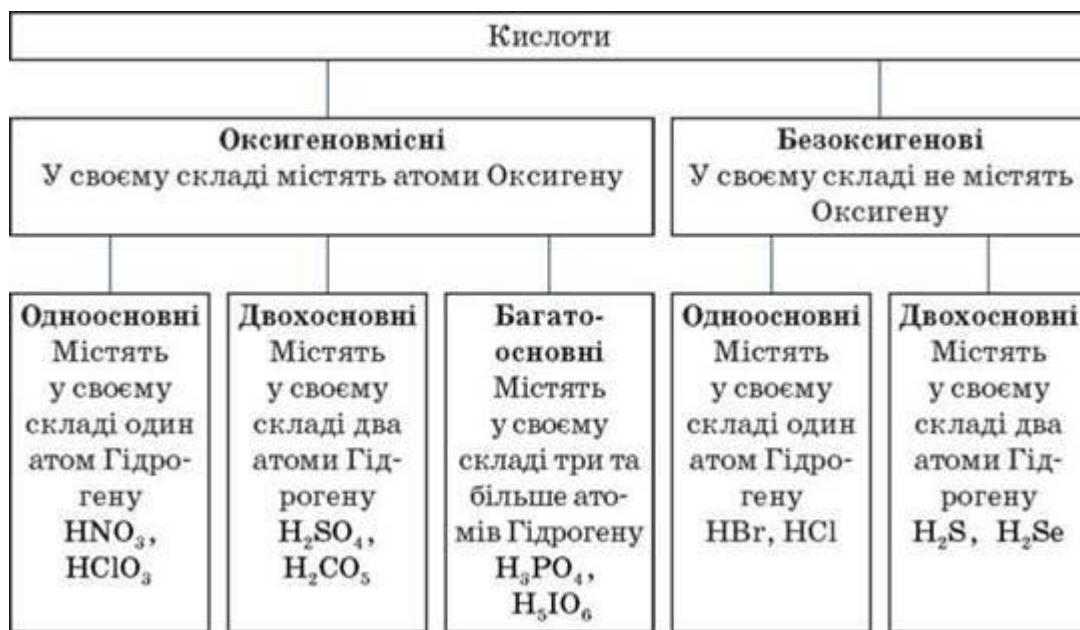 Кислоти
Оксигеновмісні
У своєму складі містять атоми Оксигену
Безоксигенові
У своєму складі не містять
Оксигену
Одноосновні
Містять
у своєму
складі один
атом Гідро-
гену
HNO₃,
HClO₃
Двохосновні
Містять
у своєму
складі два
атоми Гід-
рогену
H₂SO₄,
H₂CO₅
Багато-
основні
Містять
у своєму
складі три та
більше ато-
мів Гідрогену
H₃PO₄,
H₅IO₆
Одноосновні
Містять
у своєму
складі один
атом Гідро-
гену
HBr, HCl
Двохосновні
Містять
у своєму
складі два
атоми Гід-
рогену
H₂S, H₂Se